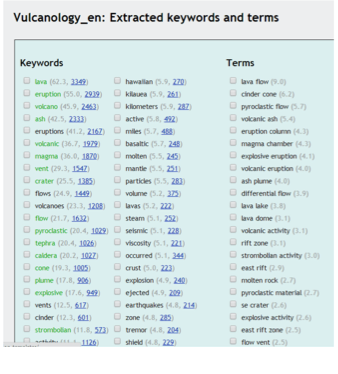 Vulcanology_en: Extracted keywords and terms
Keywords
lava (62.3, 3349)
eruption (55.0, 2939)
volcano (45.9, 2463)
ash (42.5, 2333)
eruptions (41.2, 2167)
volcanic (36.7, 1979)
magma (36.0, 1870)
vent (29.3, 1547)
crater (25.5, 1385)
flows (24.9, 1449)
volcanoes (23.3, 1208)
flow (21.7, 1632)
pyroclastic (20.4, 1029)
tephra (20.4, 1026)
caldera (20.2, 1027)
cone (19.3, 1005)
plume (17.8, 906)
explosive (17.6, 949)
vents (12.5, 617)
cinder (12.3, 601)
strombolian (11.8, 573)
activity (11.1, 1126)
hawaiian (5.9, 270)
kilauea (5.9, 261)
kilometers (5.9, 287)
active (5.8, 492)
miles (5.7, 488)
basaltic (5.7, 248)
molten (5.5, 245)
mantle (5.5, 251)
particles (5.5, 283)
volume (5.2, 375)
lavas (5.2, 222)
steam (5.1, 252)
seismic (5.1, 228)
viscosity (5.1, 221)
occurred (5.1, 344)
crust (5.0, 223)
explosion (4.9, 240)
ejected (4.9, 209)
earthquakes (4.8, 214)
zone (4.8, 285)
tremor (4.8, 204)
shield (4.8, 229)
Terms
lava flow (9.0)
cinder cone (6.2)
pyroclastic flow (5.7)
volcanic ash (5.4)
eruption column (4.3)
magma chamber (4.3)
explosive eruption (4.1)
volcanic eruption (4.0)
ash plume (4.0)
differential flow (3.9)
lava lake (3.8)
lava dome (3.1)
volcanic activity (3.1)
rift zone (3.1)
strombolian activity (3.0)
east rift (2.9)
molten rock (2.7)
pyroclastic material (2.7)
se crater (2.6)
explosive activity (2.6)
east rift zone (2.5)
flow vent (2.5)